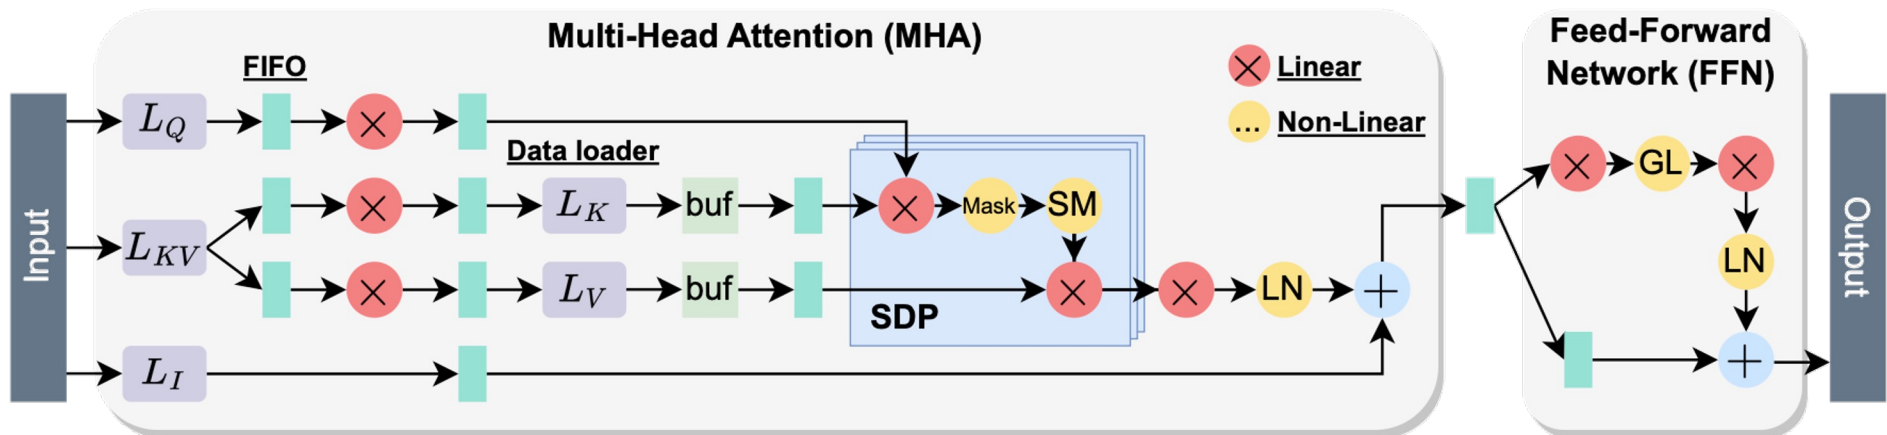 Multi-Head Attention (MHA)
Feed-Forward
Network (FFN)
FIFO
Linear
... Non-Linear
Input
L_Q
Data loader
L_KV
L_K
buf
Mask
SM
L_V
buf
SDP
LN
L_I
GL
LN
Output